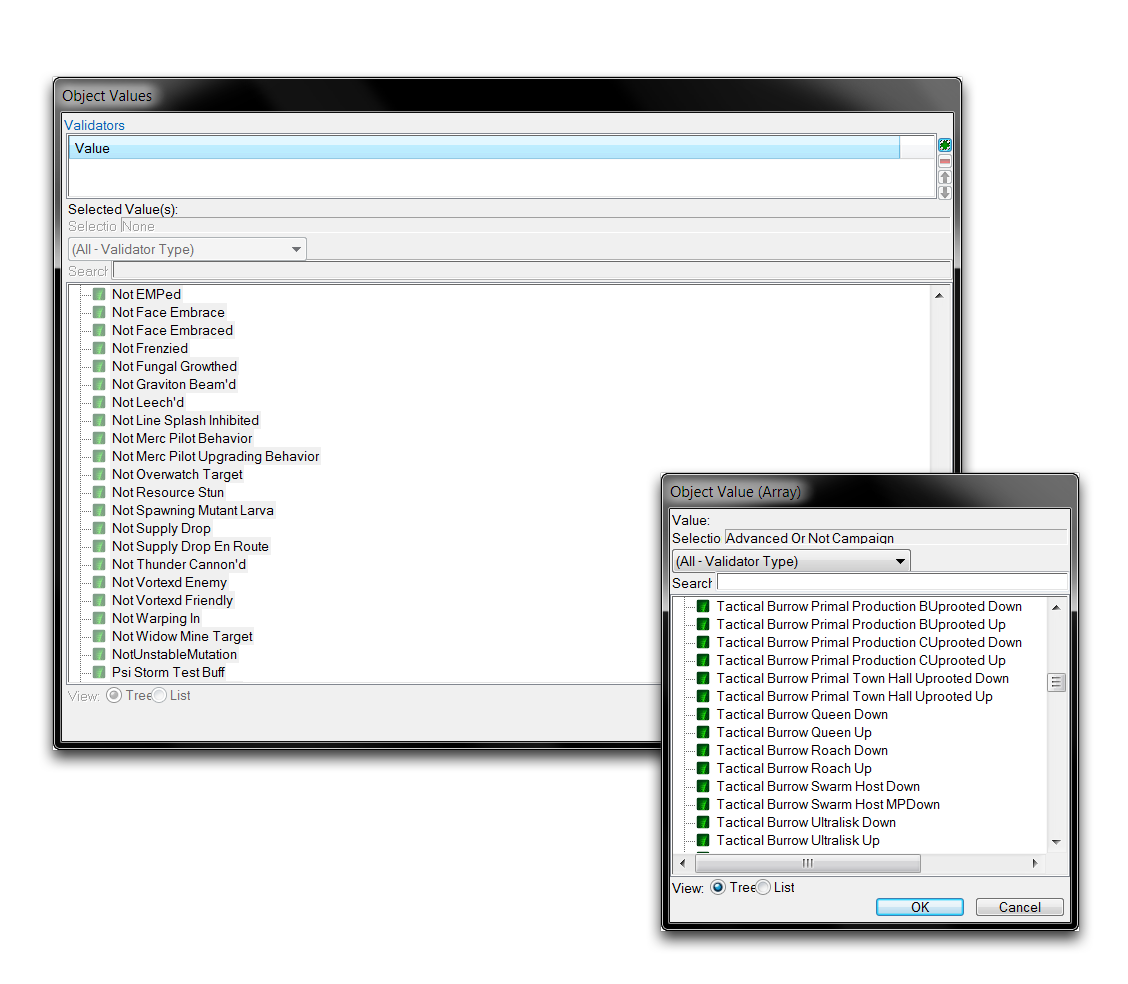 Object Values
Validators
Value
Selected Value(s):
Selectio None
(All - Validator Type)
Search
Not EMPed
Not Face Embrace
Not Face Embraced
Not Frenzied
Not Fungal Growthed
Not Graviton Beam'd
Not Leech'd
Not Line Splash Inhibited
Not Merc Pilot Behavior
Not Merc Pilot Upgrading Behavior
Not Overwatch Target
Not Resource Stun
Not Spawning Mutant Larva
Not Supply Drop
Not Supply Drop En Route
Not Thunder Cannon'd
Not Vortexd Enemy
Not Vortexd Friendly
Not Warping In
Not Widow Mine Target
NotUnstableMutation
Psi Storm Test Buff
View: Tree List
Object Value (Array)
Value:
Selectio Advanced Or Not Campaign
(All - Validator Type)
Search
Tactical Burrow Primal Production BUprooted Down
Tactical Burrow Primal Production BUprooted Up
Tactical Burrow Primal Production CUprooted Down
Tactical Burrow Primal Production CUprooted Up
Tactical Burrow Primal Town Hall Uprooted Down
Tactical Burrow Primal Town Hall Uprooted Up
Tactical Burrow Queen Down
Tactical Burrow Queen Up
Tactical Burrow Roach Down
Tactical Burrow Roach Up
Tactical Burrow Swarm Host Down
Tactical Burrow Swarm Host MPDown
Tactical Burrow Ultralisk Down
Tactical Burrow Ultralisk Up
View: Tree List
OK Cancel